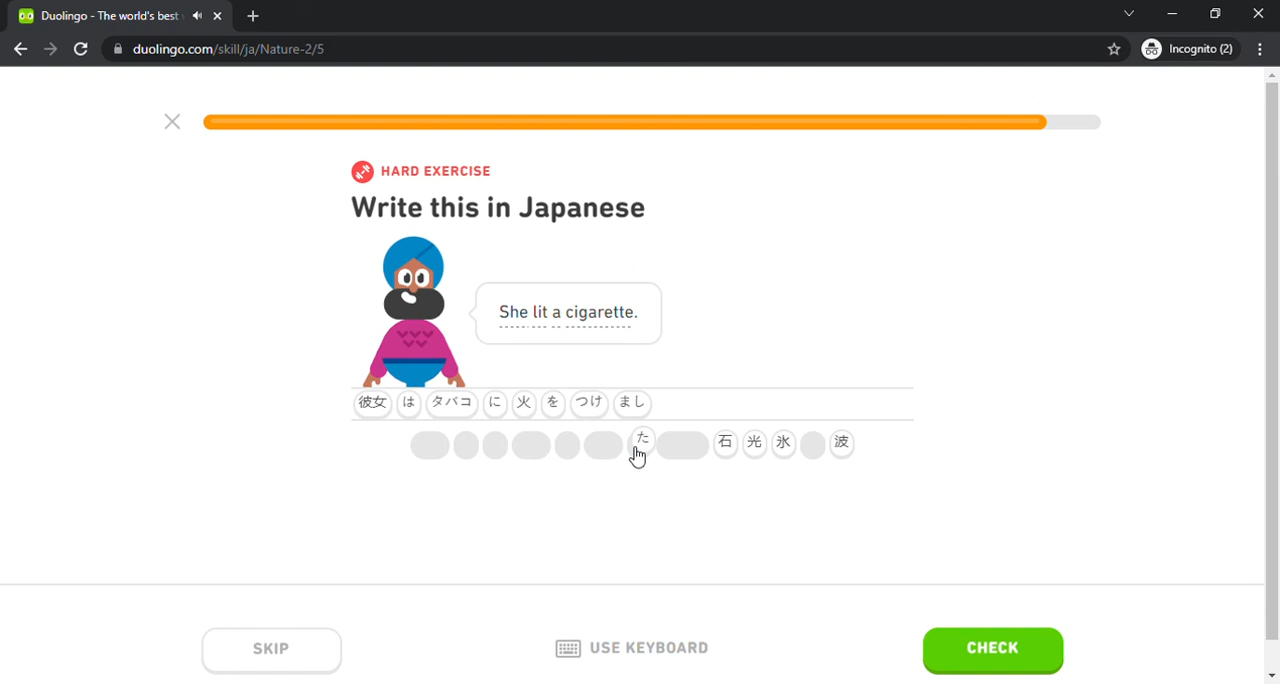 Duolingo - The world's best
duolingo.com/skill/ja/Nature-2/5
Incognito (2)
HARD EXERCISE
Write this in Japanese
She lit a cigarette.
彼女 は タバコ に 火 を つけ まし
た 石 光 氷 波
SKIP
USE KEYBOARD
CHECK